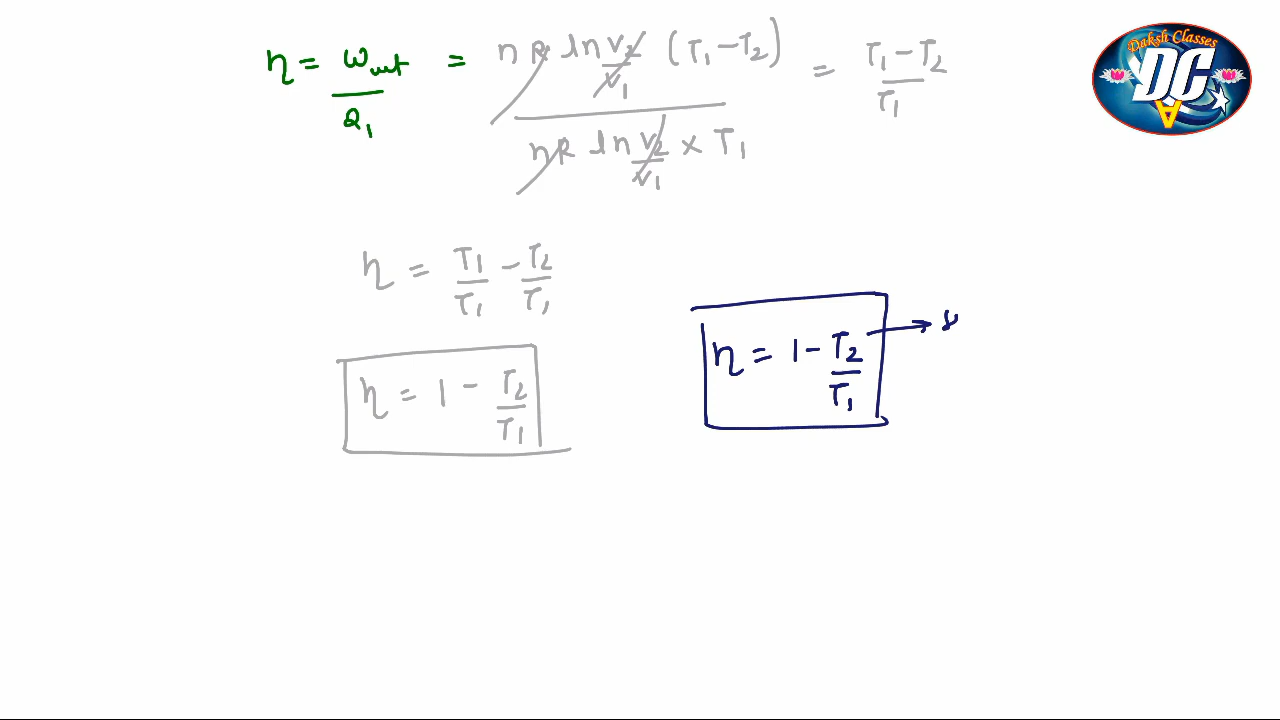 η = W_net / Q₁ = nR ln V₂/V₁ (T₁ - T₂) / nR ln V₂/V₁ × T₁ = T₁ - T₂ / T₁
Daksh Classes
DC
η = T₁/T₁ - T₂/T₁
η = 1 - T₂/T₁
η = 1 - T₂/T₁ →